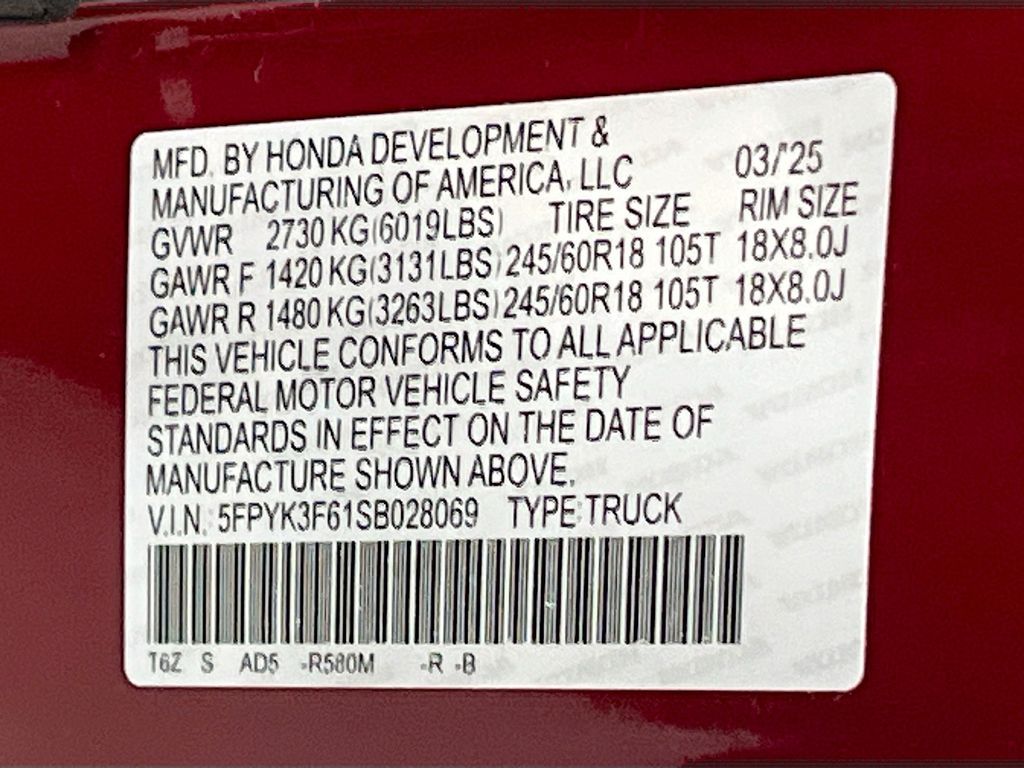 MFD. BY HONDA DEVELOPMENT &
MANUFACTURING OF AMERICA, LLC 03/'25
GVWR 2730 KG(6019LBS) TIRE SIZE RIM SIZE
GAWR F 1420 KG(3131LBS) 245/60R18 105T 18X8.0J
GAWR R 1480 KG(3263LBS) 245/60R18 105T 18X8.0J
THIS VEHICLE CONFORMS TO ALL APPLICABLE
FEDERAL MOTOR VEHICLE SAFETY
STANDARDS IN EFFECT ON THE DATE OF
MANUFACTURE SHOWN ABOVE.
V.I.N. 5FPYK3F61SB028069 TYPE:TRUCK
T6Z S AD5 -R580M -R -B